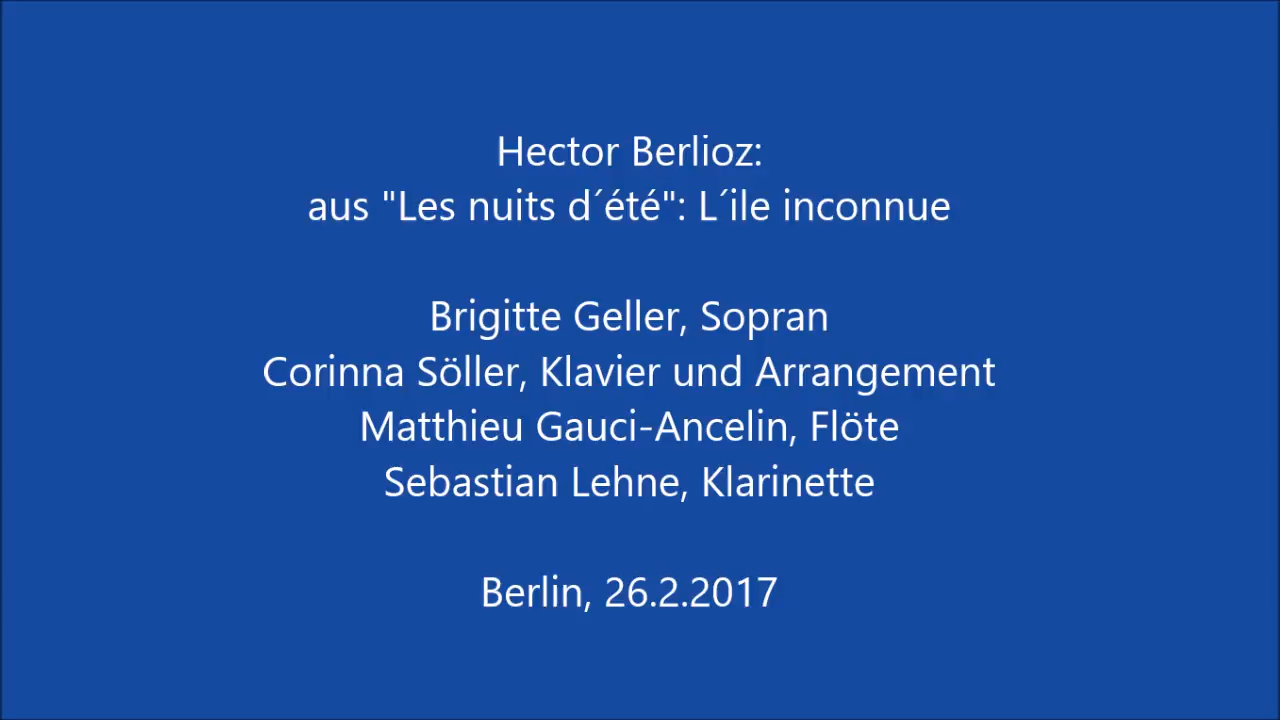 Hector Berlioz:
aus "Les nuits d´été": L´ile inconnue
Brigitte Geller, Sopran
Corinna Söller, Klavier und Arrangement
Matthieu Gauci-Ancelin, Flöte
Sebastian Lehne, Klarinette
Berlin, 26.2.2017